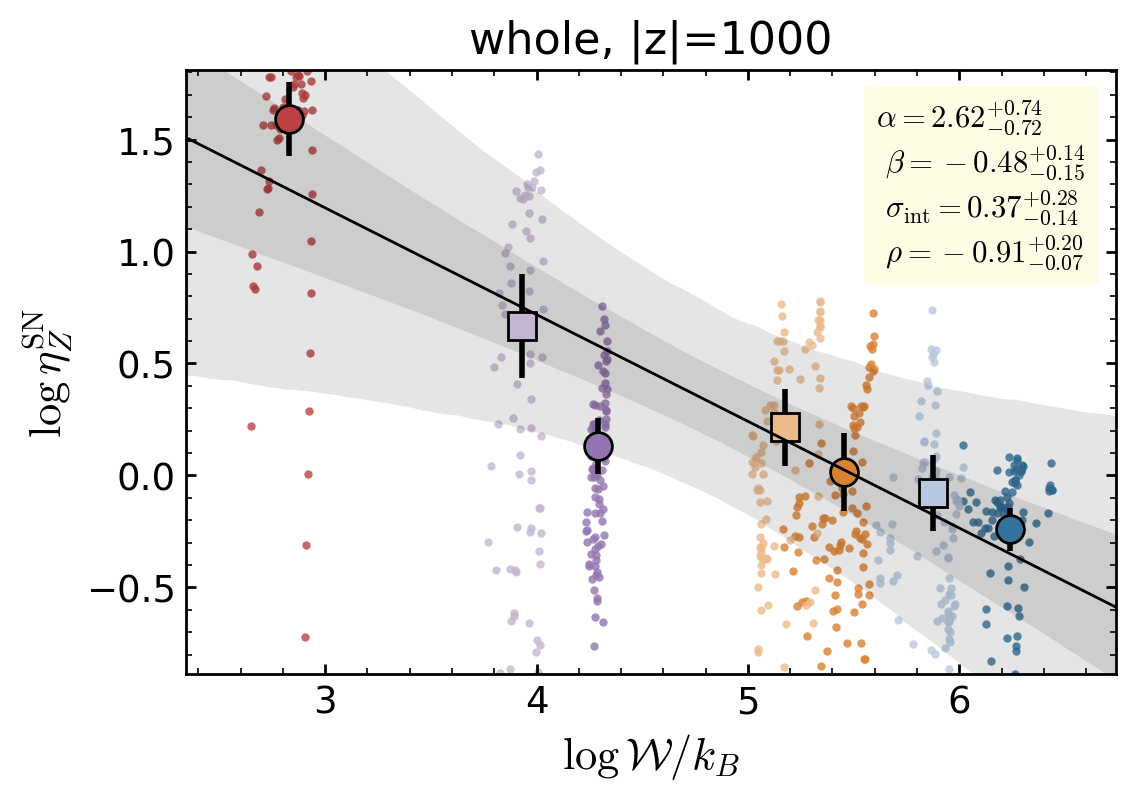 whole, |z|=1000
α = 2.62^{+0.74}_{−0.72}
β = −0.48^{+0.14}_{−0.15}
σ_int = 0.37^{+0.28}_{−0.14}
ρ = −0.91^{+0.20}_{−0.07}
log η_Z^{SN}
1.5
1.0
0.5
0.0
−0.5
3 4 5 6
log 𝒲/k_B